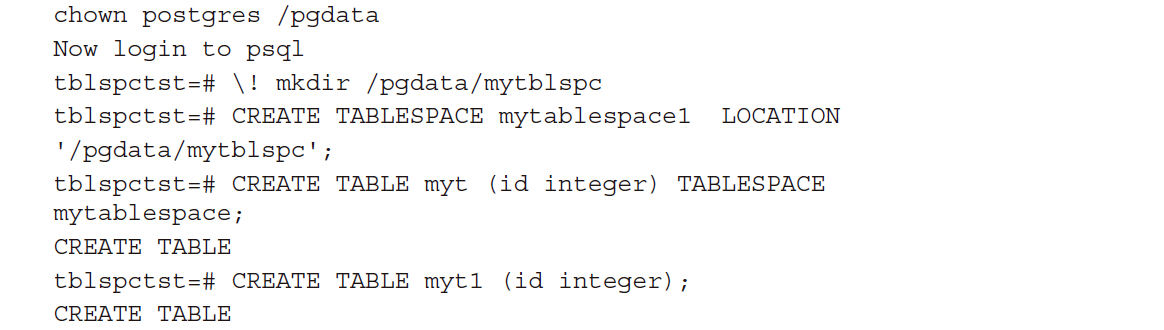 chown postgres /pgdata
Now login to psql
tblspctst=# \! mkdir /pgdata/mytblspc
tblspctst=# CREATE TABLESPACE mytablespace1  LOCATION
'/pgdata/mytblspc';
tblspctst=# CREATE TABLE myt (id integer) TABLESPACE
mytablespace;
CREATE TABLE
tblspctst=# CREATE TABLE myt1 (id integer);
CREATE TABLE